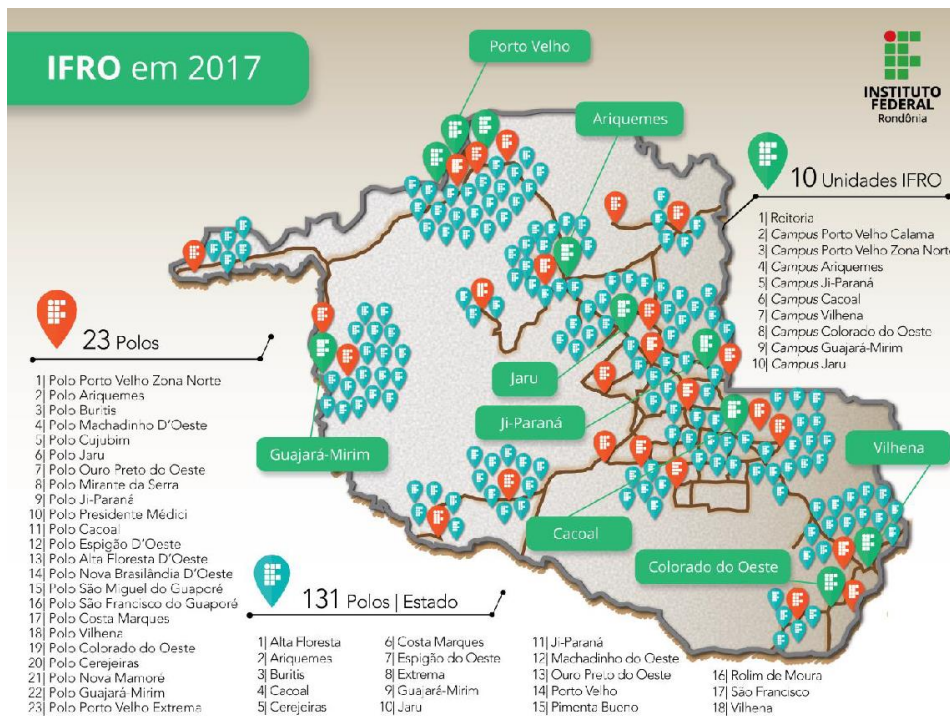 IFRO em 2017
Porto Velho
INSTITUTO
FEDERAL
Rondônia
Ariquemes
10 Unidades IFRO
1| Reitoria
2| Campus Porto Velho Calama
3| Campus Porto Velho Zona Norte
4| Campus Ariquemes
5| Campus Ji-Paraná
6| Campus Cacoal
7| Campus Vilhena
8| Campus Colorado do Oeste
9| Campus Guajará-Mirim
10| Campus Jaru
23 Polos
1| Polo Porto Velho Zona Norte
2| Polo Ariquemes
3| Polo Buritis
4| Polo Machadinho D'Oeste
5| Polo Cujubim
6| Polo Jaru
7| Polo Ouro Preto do Oeste
8| Polo Mirante da Serra
9| Polo Ji-Paraná
10| Polo Presidente Médici
11| Polo Cacoal
12| Polo Espigão D'Oeste
13| Polo Alta Floresta D'Oeste
14| Polo Nova Brasilândia D'Oeste
15| Polo São Miguel do Guaporé
16| Polo São Francisco do Guaporé
17| Polo Costa Marques
18| Polo Vilhena
19| Polo Colorado do Oeste
20| Polo Cerejeiras
21| Polo Nova Mamoré
22| Polo Guajará-Mirim
23| Polo Porto Velho Extrema
Jaru
Ji-Paraná
Guajará-Mirim
Vilhena
Cacoal
Colorado do Oeste
131 Polos | Estado
1| Alta Floresta
2| Ariquemes
3| Buritis
4| Cacoal
5| Cerejeiras
6| Costa Marques
7| Espigão do Oeste
8| Extrema
9| Guajará-Mirim
10| Jaru
11| Ji-Paraná
12| Machadinho do Oeste
13| Ouro Preto do Oeste
14| Porto Velho
15| Pimenta Bueno
16| Rolim de Moura
17| São Francisco
18| Vilhena